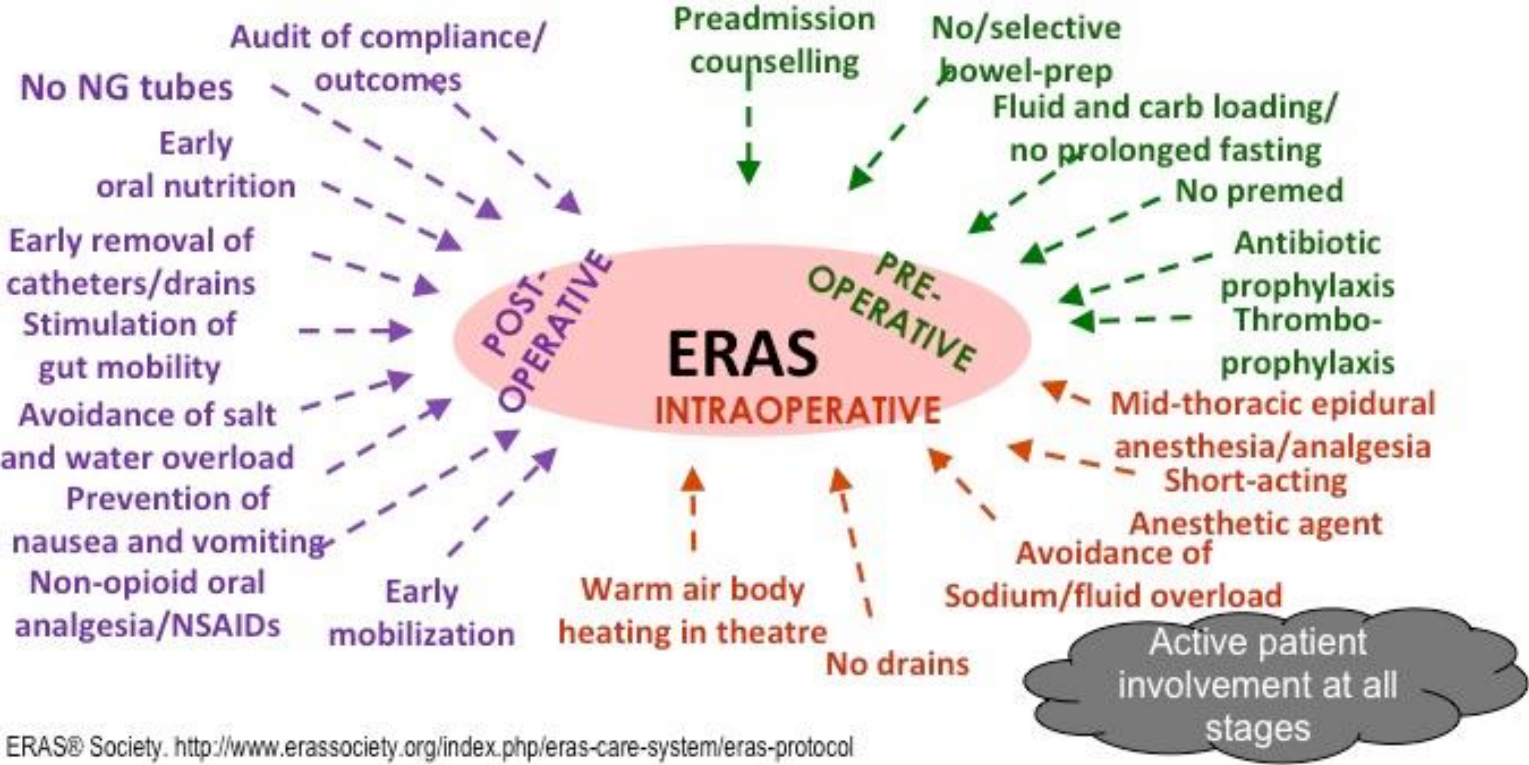 Audit of compliance/
outcomes
No NG tubes
Early
oral nutrition
Early removal of
catheters/drains
Stimulation of
gut mobility
Avoidance of salt
and water overload
Prevention of
nausea and vomiting
Non-opioid oral
analgesia/NSAIDs
Early
mobilization
Preadmission
counselling
No/selective
bowel-prep
Fluid and carb loading/
no prolonged fasting
No premed
Antibiotic
prophylaxis
Thrombo-
prophylaxis
POST-
OPERATIVE
PRE-
OPERATIVE
ERAS
INTRAOPERATIVE
Mid-thoracic epidural
anesthesia/analgesia
Short-acting
Anesthetic agent
Avoidance of
Sodium/fluid overload
Warm air body
heating in theatre
No drains
Active patient
involvement at all
stages
ERAS® Society. http://www.erassociety.org/index.php/eras-care-system/eras-protocol